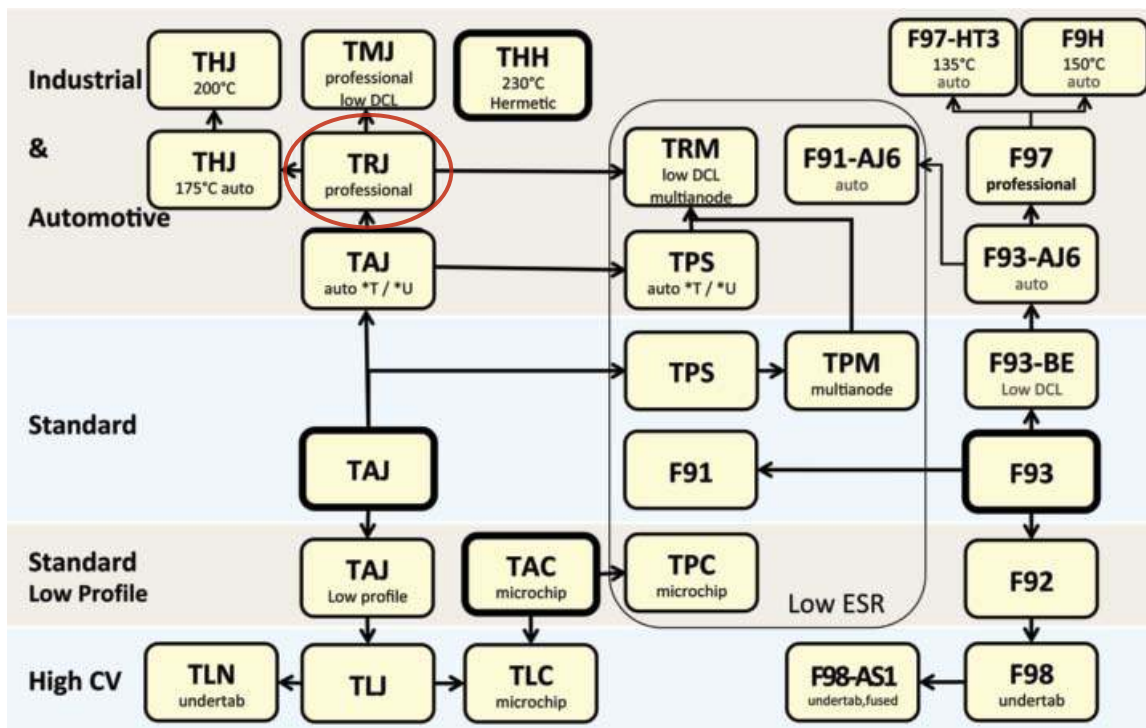 Industrial
&
Automotive
THJ
200°C
TMJ
professional
low DCL
THH
230°C
Hermetic
F97-HT3
135°C
auto
F9H
150°C
auto
THJ
175°C auto
TRJ
professional
TRM
low DCL
multianode
F91-AJ6
auto
F97
professional
TAJ
auto *T / *U
TPS
auto *T / *U
F93-AJ6
auto
Standard
TPS
TPM
multianode
F93-BE
Low DCL
TAJ
F91
F93
Standard
Low Profile
TAJ
Low profile
TAC
microchip
TPC
microchip
Low ESR
F92
High CV
TLN
undertab
TLJ
TLC
microchip
F98-AS1
undertab,fused
F98
undertab